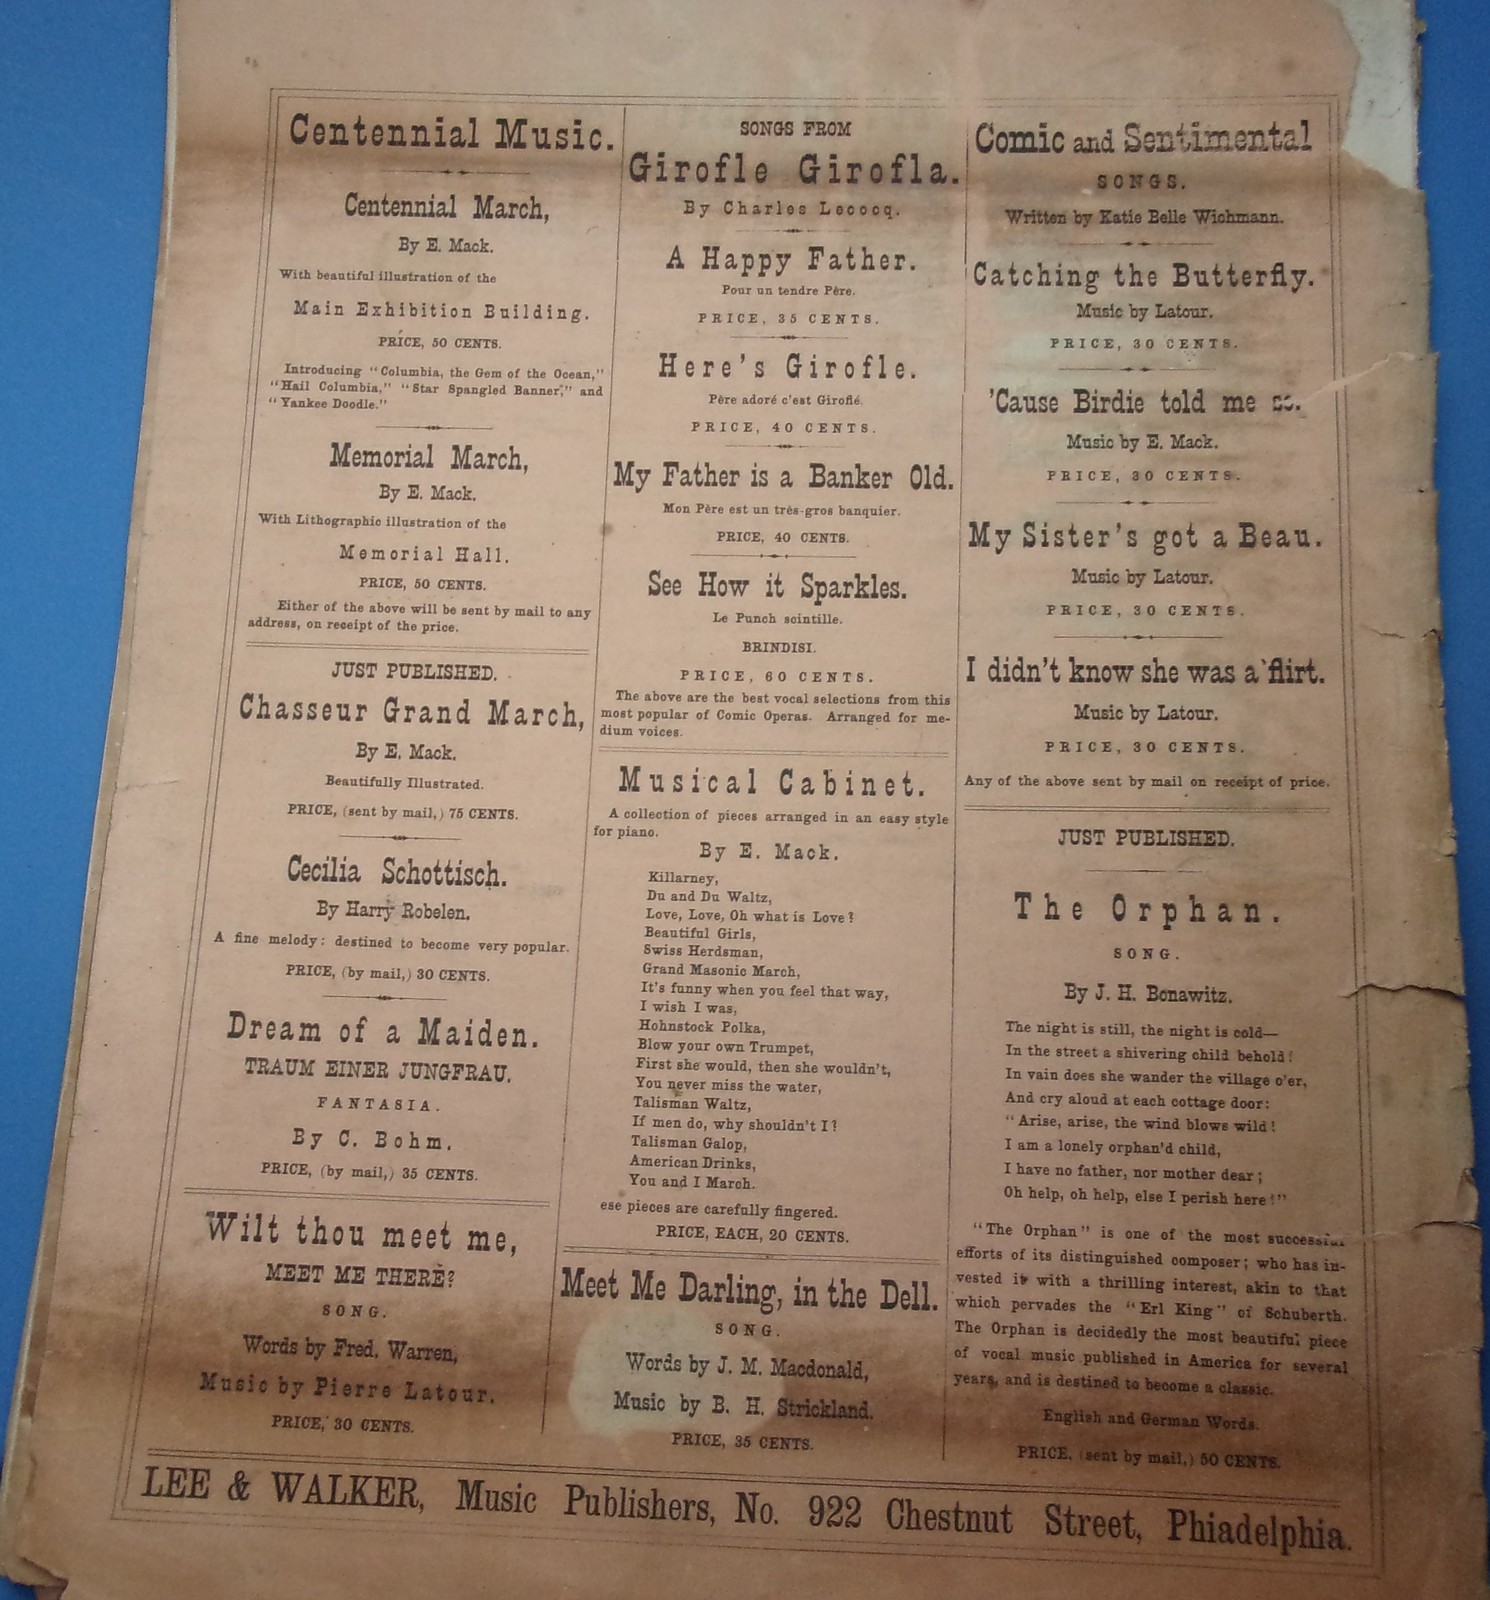 Centennial Music.
Centennial March,
By E. Mack.
With beautiful illustration of the
Main Exhibition Building.
PRICE, 50 CENTS.
Introducing "Columbia, the Gem of the Ocean,"
"Hail Columbia," "Star Spangled Banner," and
"Yankee Doodle."
Memorial March,
By E. Mack.
With Lithographic illustration of the
Memorial Hall.
PRICE, 50 CENTS.
Either of the above will be sent by mail to any
address, on receipt of the price.
JUST PUBLISHED.
Chasseur Grand March,
By E. Mack.
Beautifully Illustrated.
PRICE, (sent by mail,) 75 CENTS.
Cecilia Schottisch.
By Harry Robelen.
A fine melody: destined to become very popular.
PRICE, (by mail,) 30 CENTS.
Dream of a Maiden.
TRAUM EINER JUNGFRAU.
FANTASIA.
By C. Bohm.
PRICE, (by mail,) 35 CENTS.
Wilt thou meet me,
MEET ME THERE?
SONG.
Words by Fred. Warren,
Music by Pierre Latour.
PRICE, 30 CENTS.
SONGS FROM
Girofle Girofla.
By Charles Lecocq.
A Happy Father.
Pour un tendre Père.
PRICE, 35 CENTS.
Here's Girofle.
Père adoré c'est Giroflé.
PRICE, 40 CENTS.
My Father is a Banker Old.
Mon Père est un très-gros banquier.
PRICE, 40 CENTS.
See How it Sparkles.
Le Punch scintille.
BRINDISI.
PRICE, 60 CENTS.
The above are the best vocal selections from this
most popular of Comic Operas. Arranged for me-
dium voices.
Musical Cabinet.
A collection of pieces arranged in an easy style
for piano.
By E. Mack.
Killarney,
Du and Du Waltz,
Love, Love, Oh what is Love?
Beautiful Girls,
Swiss Herdsman,
Grand Masonic March,
It's funny when you feel that way,
I wish I was,
Hohnstock Polka,
Blow your own Trumpet,
First she would, then she wouldn't,
You never miss the water,
Talisman Waltz,
If men do, why shouldn't I?
Talisman Galop,
American Drinks,
You and I March.
ese pieces are carefully fingered.
PRICE, EACH, 20 CENTS.
Meet Me Darling, in the Dell.
SONG.
Words by J. M. Macdonald,
Music by B. H. Strickland.
PRICE, 35 CENTS.
Comic and Sentimental
SONGS.
Written by Katie Belle Wichmann.
Catching the Butterfly.
Music by Latour.
PRICE, 30 CENTS.
'Cause Birdie told me so.
Music by E. Mack.
PRICE, 30 CENTS.
My Sister's got a Beau.
Music by Latour.
PRICE, 30 CENTS.
I didn't know she was a flirt.
Music by Latour.
PRICE, 30 CENTS.
Any of the above sent by mail on receipt of price.
JUST PUBLISHED.
The Orphan.
SONG.
By J. H. Bonawitz.
The night is still, the night is cold—
In the street a shivering child behold!
In vain does she wander the village o'er,
And cry aloud at each cottage door:
"Arise, arise, the wind blows wild!
I am a lonely orphan'd child,
I have no father, nor mother dear;
Oh help, oh help, else I perish here!"
"The Orphan" is one of the most successful
efforts of its distinguished composer; who has in-
vested it with a thrilling interest, akin to that
which pervades the "Erl King" of Schuberth.
The Orphan is decidedly the most beautiful piece
of vocal music published in America for several
years, and is destined to become a classic.
English and German Words.
PRICE, (sent by mail,) 50 CENTS.
LEE & WALKER, Music Publishers, No. 922 Chestnut Street, Phiadelphia.